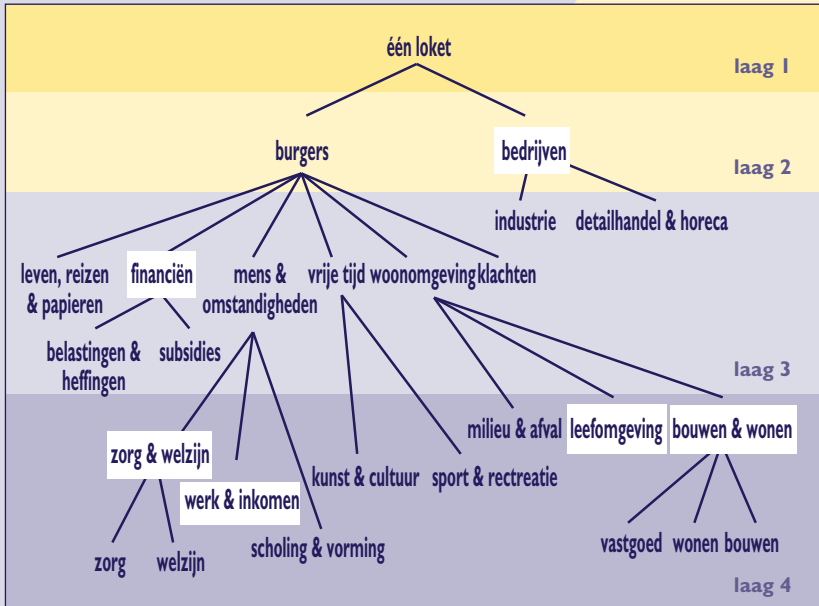 één loket
laag 1
burgers
bedrijven
laag 2
industrie
detailhandel & horeca
leven, reizen
& papieren
financiën
mens &
omstandigheden
vrije tijd
woonomgeving
klachten
belastingen &
heffingen
subsidies
laag 3
zorg & welzijn
werk & inkomen
scholing & vorming
kunst & cultuur
sport & rectreatie
milieu & afval
leefomgeving
bouwen & wonen
zorg
welzijn
vastgoed
wonen
bouwen
laag 4